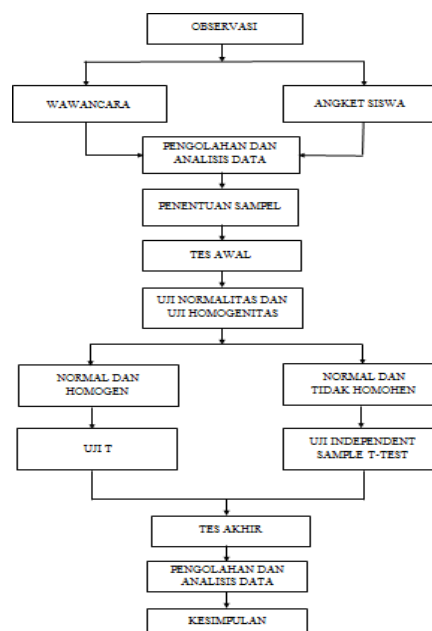 OBSERVASI
WAWANCARA
ANGKET SISWA
PENGOLAHAN DAN
ANALISIS DATA
PENENTUAN SAMPEL
TES AWAL
UJI NORMALITAS DAN
UJI HOMOGENITAS
NORMAL DAN
HOMOGEN
NORMAL DAN
TIDAK HOMOHEN
UJI T
UJI INDEPENDENT
SAMPLE T-TEST
TES AKHIR
PENGOLAHAN DAN
ANALISIS DATA
KESIMPULAN